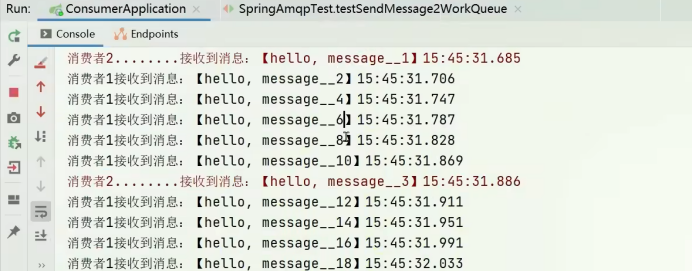 Run: ConsumerApplication × SpringAmqpTest.testSendMessage2WorkQueue ×
Console Endpoints
消费者2........接收到消息：【hello, message__1】15:45:31.685
消费者1接收到消息：【hello, message__2】15:45:31.706
消费者1接收到消息：【hello, message__4】15:45:31.747
消费者1接收到消息：【hello, message__6】15:45:31.787
消费者1接收到消息：【hello, message__8】15:45:31.828
消费者1接收到消息：【hello, message__10】15:45:31.869
消费者2........接收到消息：【hello, message__3】15:45:31.886
消费者1接收到消息：【hello, message__12】15:45:31.911
消费者1接收到消息：【hello, message__14】15:45:31.951
消费者1接收到消息：【hello, message__16】15:45:31.991
消费者1接收到消息：【hello, message__18】15:45:32.033